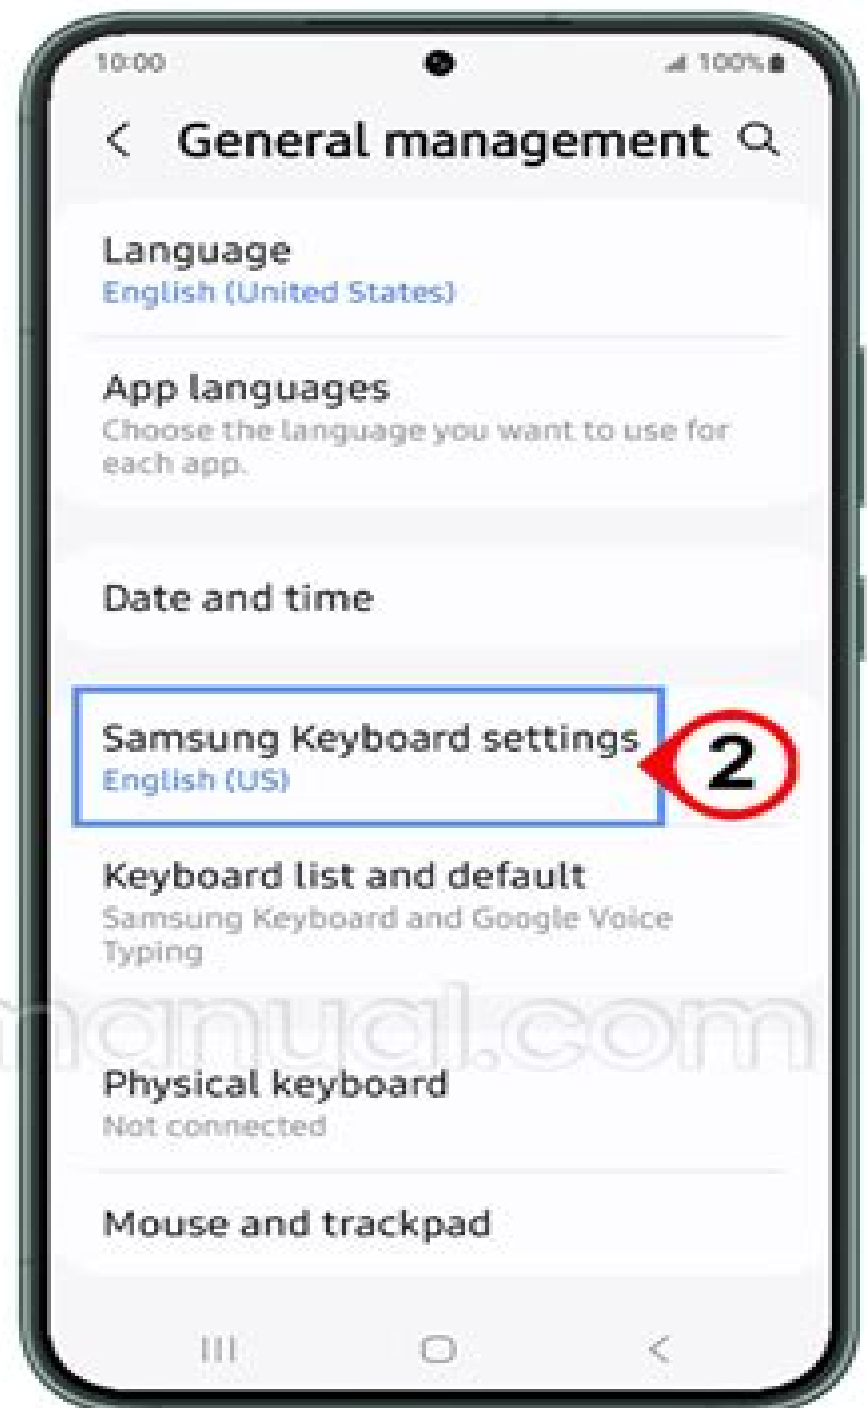 10:00 100%
General management
Language
English (United States)
App languages
Choose the language you want to use for
each app.
Date and time
Samsung Keyboard settings
English (US)
2
Keyboard list and default
Samsung Keyboard and Google Voice
Typing
manual.com
Physical keyboard
Not connected
Mouse and trackpad